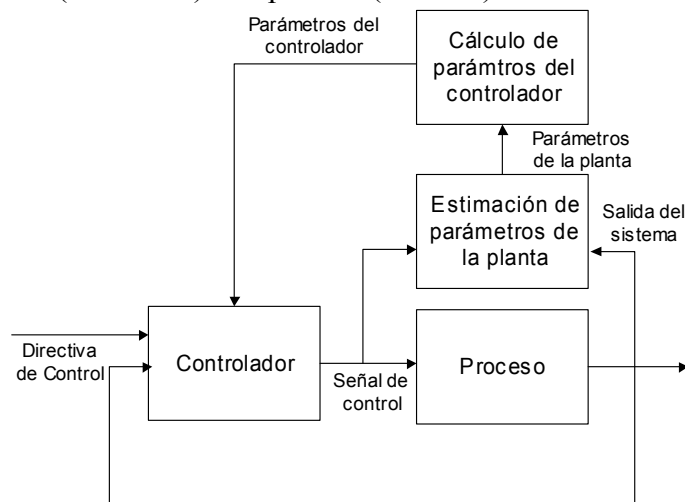 Parámetros del
controlador
Cálculo de
parámtros del
controlador
Parámetros
de la planta
Estimación de
parámetros de
la planta
Salida del
sistema
Directiva
de Control
Controlador
Señal de
control
Proceso